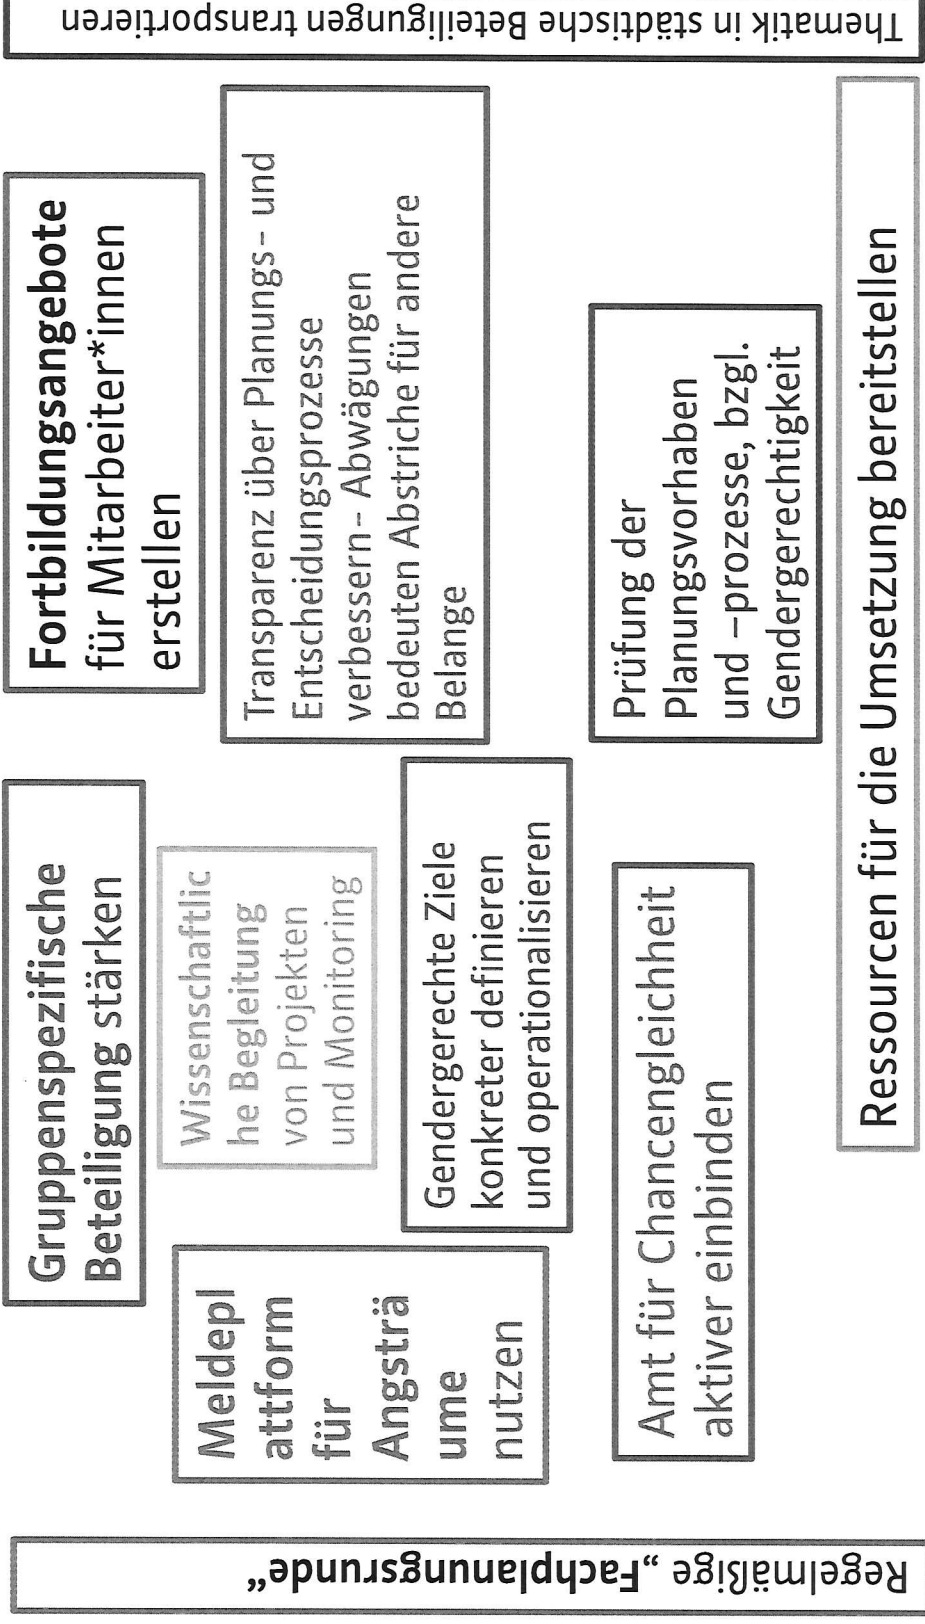 Regelmäßige „Fachplanungsrunde“
Gruppenspezifische
Beteiligung stärken
Fortbildungsangebote
für Mitarbeiter*innen
erstellen
Meldepl
attform
für
Angsträ
ume
nutzen
Wissenschaftlic
he Begleitung
von Projekten
und Monitoring
Transparenz über Planungs- und
Entscheidungsprozesse
verbessern - Abwägungen
bedeuten Abstriche für andere
Belange
Gendergerechte Ziele
konkreter definieren
und operationalisieren
Amt für Chancengleichheit
aktiver einbinden
Prüfung der
Planungsvorhaben
und –prozesse, bzgl.
Gendergerechtigkeit
Ressourcen für die Umsetzung bereitstellen
Thematik in städtische Beteiligungen transportieren